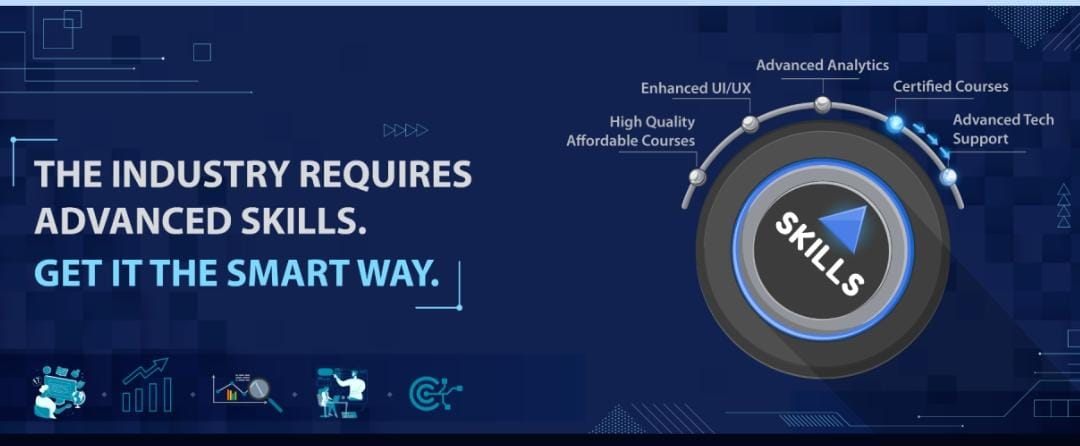 THE INDUSTRY REQUIRES
ADVANCED SKILLS.
GET IT THE SMART WAY.
High Quality
Affordable Courses
Enhanced UI/UX
Advanced Analytics
Certified Courses
Advanced Tech
Support
SKILLS